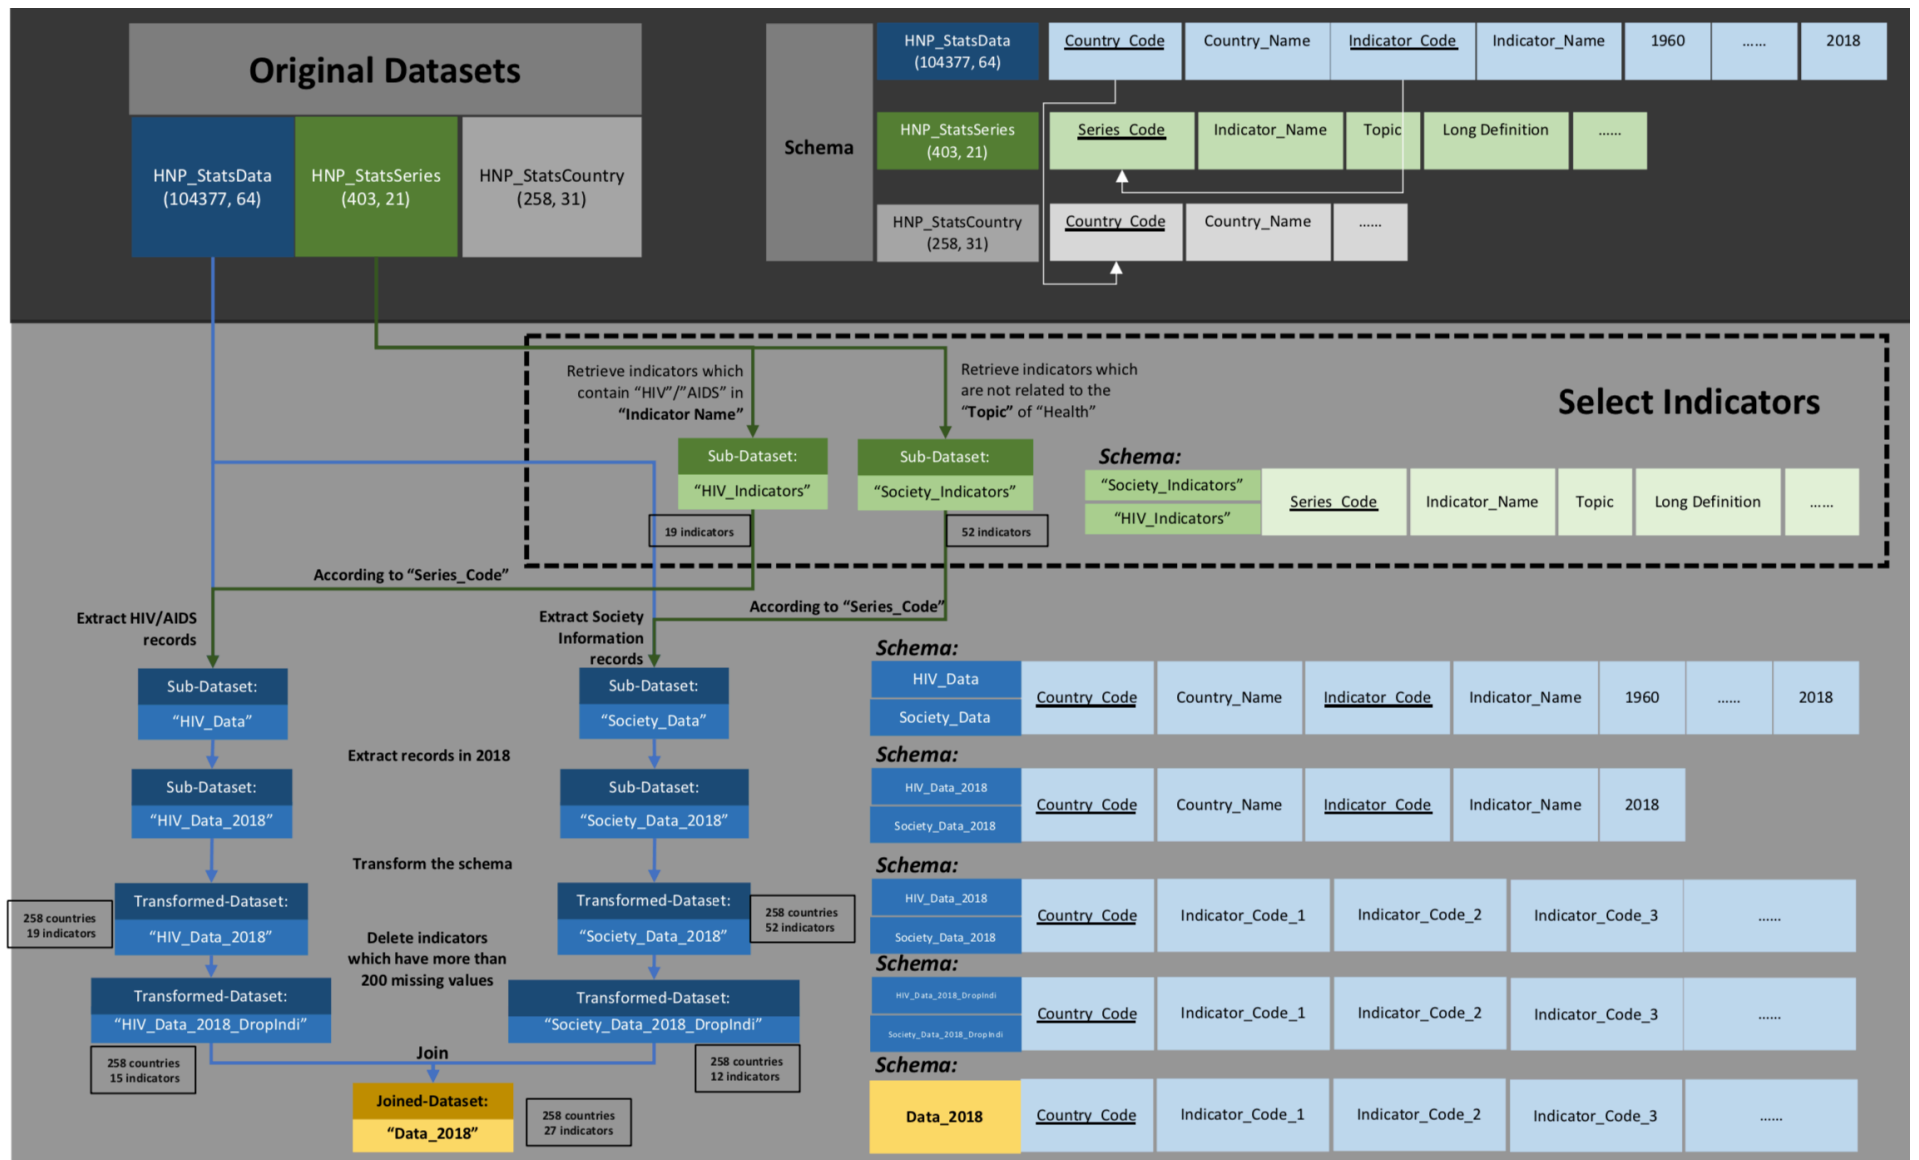 Original Datasets
HNP_StatsData
(104377, 64)
HNP_StatsSeries
(403, 21)
HNP_StatsCountry
(258, 31)
Schema
HNP_StatsData
(104377, 64)
Country_Code
Country_Name
Indicator_Code
Indicator_Name
1960
......
2018
HNP_StatsSeries
(403, 21)
Series_Code
Indicator_Name
Topic
Long Definition
......
HNP_StatsCountry
(258, 31)
Country_Code
Country_Name
......
Retrieve indicators which
contain “HIV”/”AIDS” in
“Indicator Name”
Retrieve indicators which
are not related to the
“Topic” of “Health”
Select Indicators
Sub-Dataset:
“HIV_Indicators”
19 indicators
Sub-Dataset:
“Society_Indicators”
52 indicators
Schema:
“Society_Indicators”
“HIV_Indicators”
Series_Code
Indicator_Name
Topic
Long Definition
......
According to “Series_Code”
According to “Series_Code”
Extract HIV/AIDS
records
Extract Society
Information
records
Sub-Dataset:
“HIV_Data”
Sub-Dataset:
“Society_Data”
Schema:
HIV_Data
Society_Data
Country_Code
Country_Name
Indicator_Code
Indicator_Name
1960
......
2018
Extract records in 2018
Sub-Dataset:
“HIV_Data_2018”
Sub-Dataset:
“Society_Data_2018”
Schema:
HIV_Data_2018
Society_Data_2018
Country_Code
Country_Name
Indicator_Code
Indicator_Name
2018
Transform the schema
258 countries
19 indicators
Transformed-Dataset:
“HIV_Data_2018”
Transformed-Dataset:
“Society_Data_2018”
258 countries
52 indicators
Schema:
HIV_Data_2018
Society_Data_2018
Country_Code
Indicator_Code_1
Indicator_Code_2
Indicator_Code_3
......
Delete indicators
which have more than
200 missing values
Transformed-Dataset:
“HIV_Data_2018_DropIndi”
258 countries
15 indicators
Transformed-Dataset:
“Society_Data_2018_DropIndi”
258 countries
12 indicators
Schema:
HIV_Data_2018_DropIndi
Society_Data_2018_DropIndi
Country_Code
Indicator_Code_1
Indicator_Code_2
Indicator_Code_3
......
Join
Joined-Dataset:
“Data_2018”
258 countries
27 indicators
Schema:
Data_2018
Country_Code
Indicator_Code_1
Indicator_Code_2
Indicator_Code_3
......